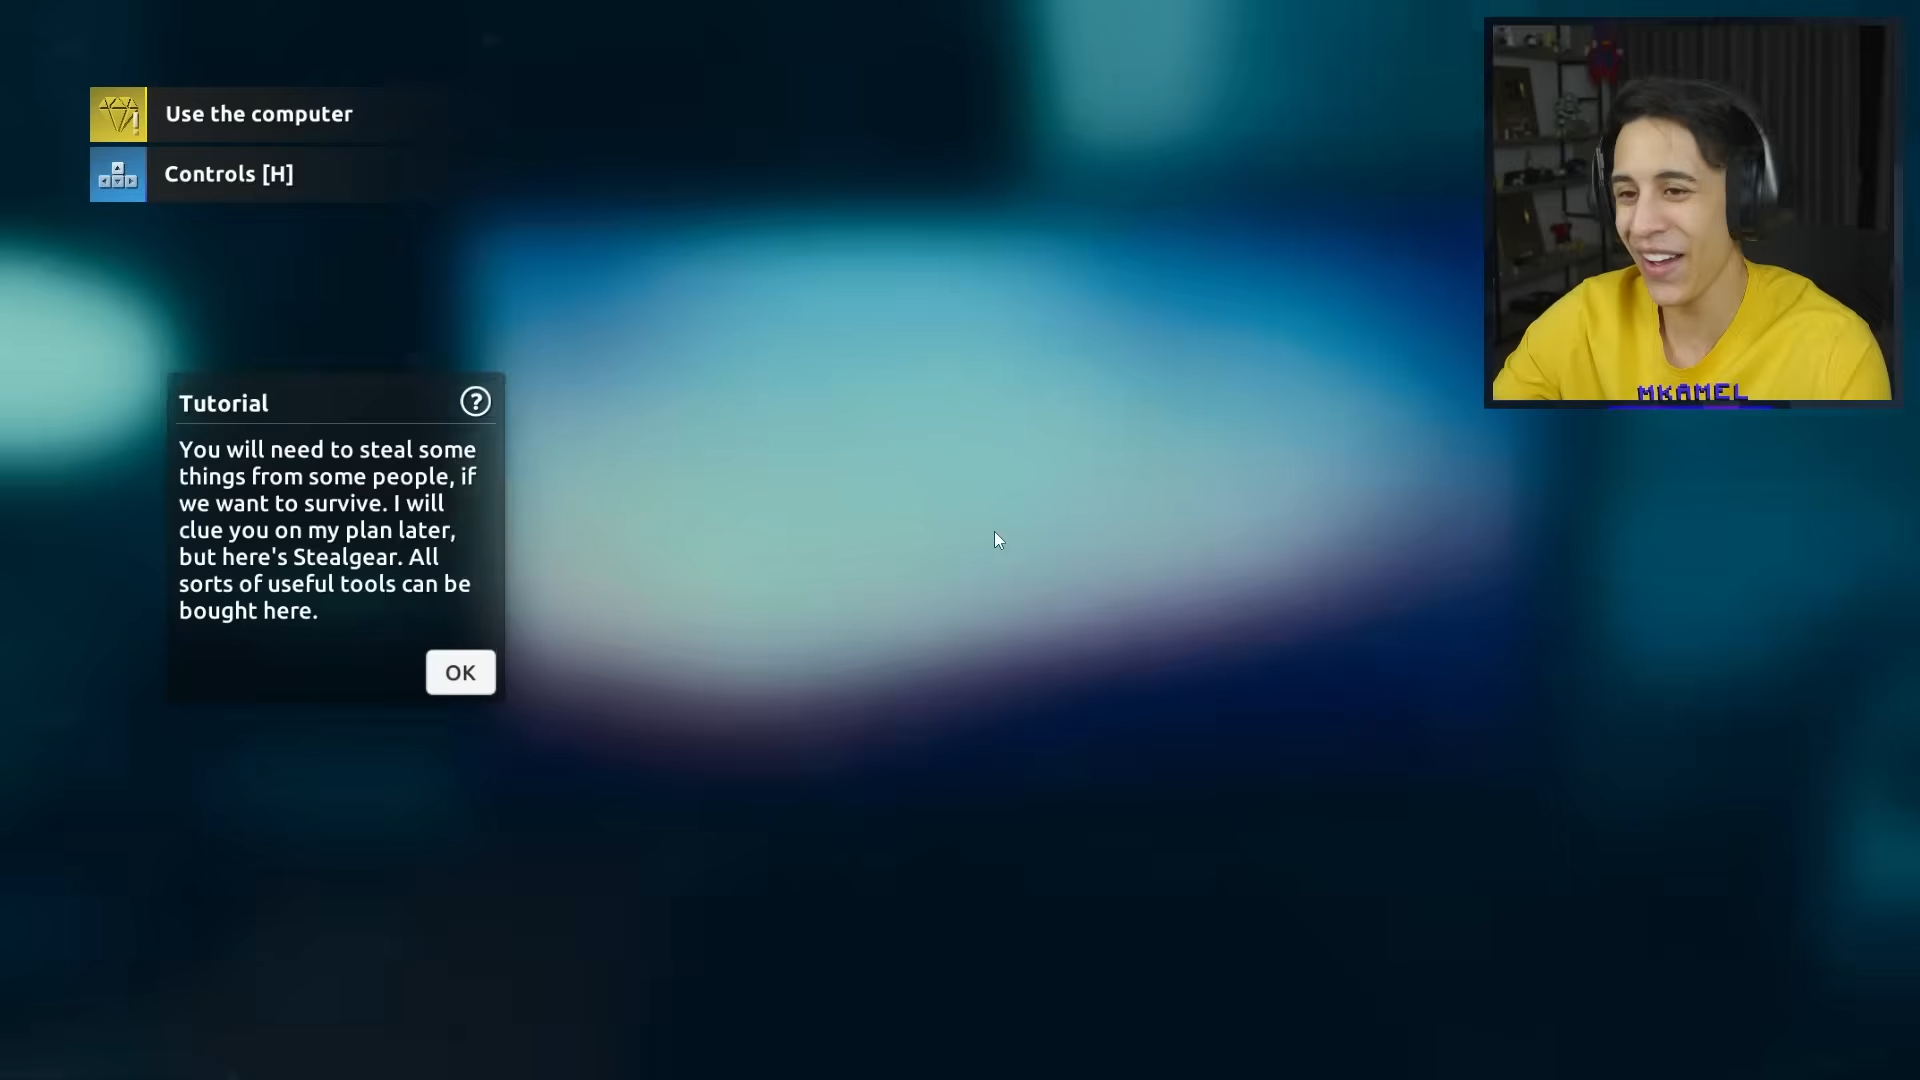 Use the computer
Controls [H]
Tutorial
?
You will need to steal some
things from some people, if
we want to survive. I will
clue you on my plan later,
but here's Stealgear. All
sorts of useful tools can be
bought here.
OK
MKAMEL